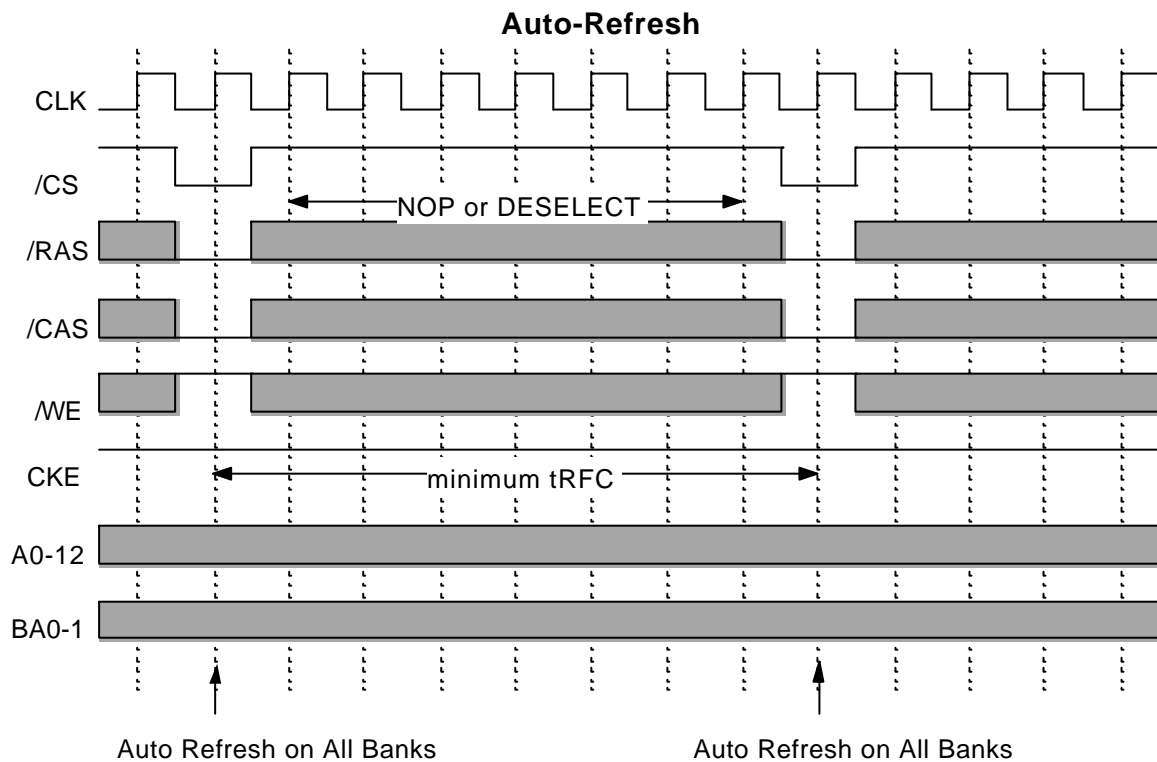 Auto-Refresh
CLK
/CS
NOP or DESELECT
/RAS
/CAS
/WE
CKE
minimum tRFC
A0-12
BA0-1
Auto Refresh on All Banks
Auto Refresh on All Banks